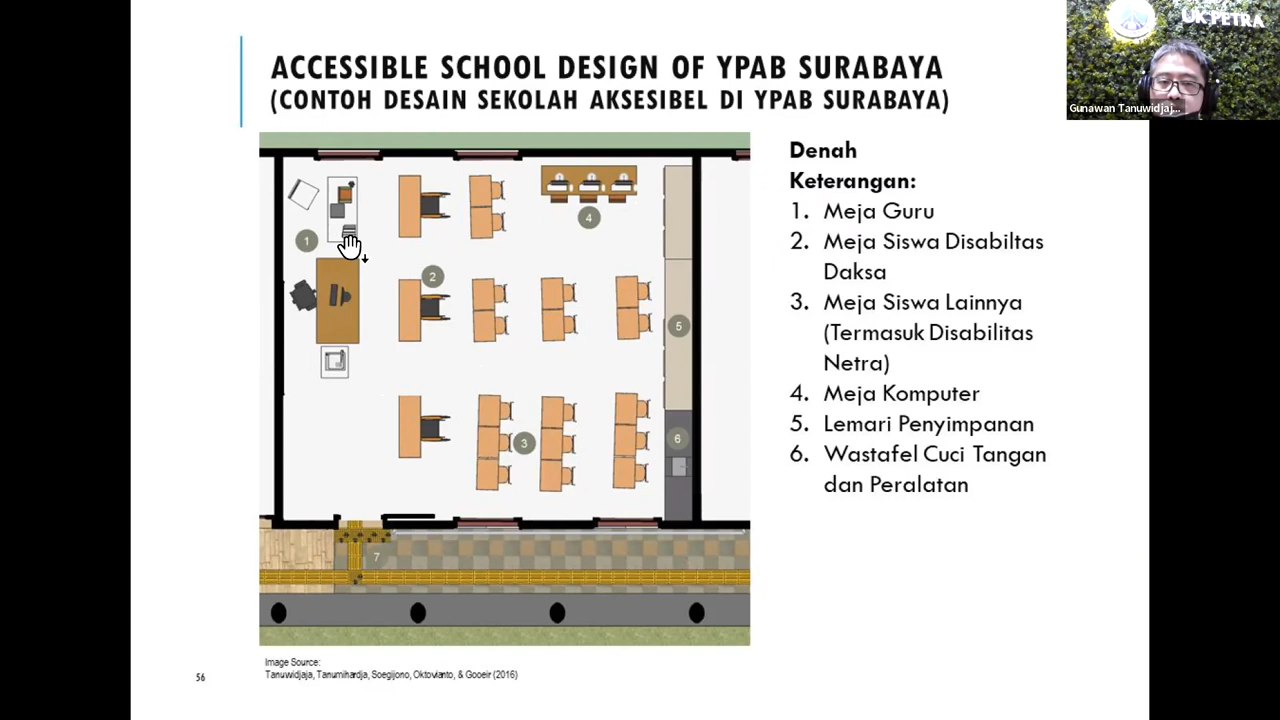 ACCESSIBLE SCHOOL DESIGN OF YPAB SURABAYA
(CONTOH DESAIN SEKOLAH AKSESIBEL DI YPAB SURABAYA)
UK PETRA
Gunawan Tanuwidjaj...
Denah
Keterangan:
1. Meja Guru
2. Meja Siswa Disabiltas
Daksa
3. Meja Siswa Lainnya
(Termasuk Disabilitas
Netra)
4. Meja Komputer
5. Lemari Penyimpanan
6. Wastafel Cuci Tangan
dan Peralatan
1
2
3
4
5
6
7
Image Source:
Tanuwidjaja, Tanumihardja, Soegijono, Oktovianto, & Gooeir (2016)
56